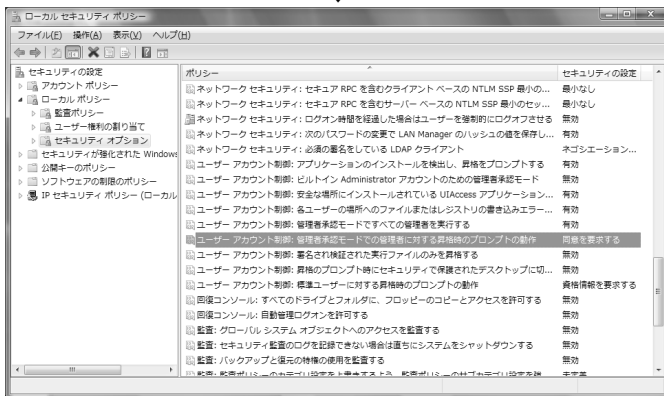 ローカル セキュリティ ポリシー
ファイル(F) 操作(A) 表示(V) ヘルプ(H)
セキュリティの設定
アカウント ポリシー
ローカル ポリシー
監査ポリシー
ユーザー権利の割り当て
セキュリティ オプション
セキュリティが強化された Windows
公開キーのポリシー
ソフトウェアの制限のポリシー
IP セキュリティ ポリシー (ローカル
ポリシー セキュリティの設定
ネットワーク セキュリティ: セキュア RPC を含むクライアント ベースの NTLM SSP 最小の... 最小なし
ネットワーク セキュリティ: セキュア RPC を含むサーバー ベースの NTLM SSP 最小のセッ... 最小なし
ネットワーク セキュリティ: ログオン時間を経過した場合はユーザーを強制的にログオフさせる 無効
ネットワーク セキュリティ: 次のパスワードの変更で LAN Manager のハッシュの値を保存し... 有効
ネットワーク セキュリティ: 必須の署名をしている LDAP クライアント ネゴシエーション...
ユーザー アカウント制御: アプリケーションのインストールを検出し、昇格をプロンプトする 有効
ユーザー アカウント制御: ビルトイン Administrator アカウントのための管理者承認モード 無効
ユーザー アカウント制御: 安全な場所にインストールされている UIAccess アプリケーション... 有効
ユーザー アカウント制御: 各ユーザーの場所へのファイルまたはレジストリの書き込みエラー... 有効
ユーザー アカウント制御: 管理者承認モードですべての管理者を実行する 有効
ユーザー アカウント制御: 管理者承認モードでの管理者に対する昇格時のプロンプトの動作 同意を要求する
ユーザー アカウント制御: 署名され検証された実行ファイルのみを昇格する 無効
ユーザー アカウント制御: 昇格のプロンプト時にセキュリティで保護されたデスクトップに切... 無効
ユーザー アカウント制御: 標準ユーザーに対する昇格時のプロンプトの動作 資格情報を要求する
回復コンソール: すべてのドライブとフォルダに、フロッピーのコピーとアクセスを許可する 無効
回復コンソール: 自動管理ログオンを許可する 無効
監査: グローバル システム オブジェクトへのアクセスを監査する 無効
監査: セキュリティ監査のログを記録できない場合は直ちにシステムをシャットダウンする 無効
監査: バックアップと復元の特権の使用を監査する 無効
監査: 監査ポリシーのカテゴリ設定を上書きするよう、監査ポリシーのサブカテゴリ設定を強... 未定義